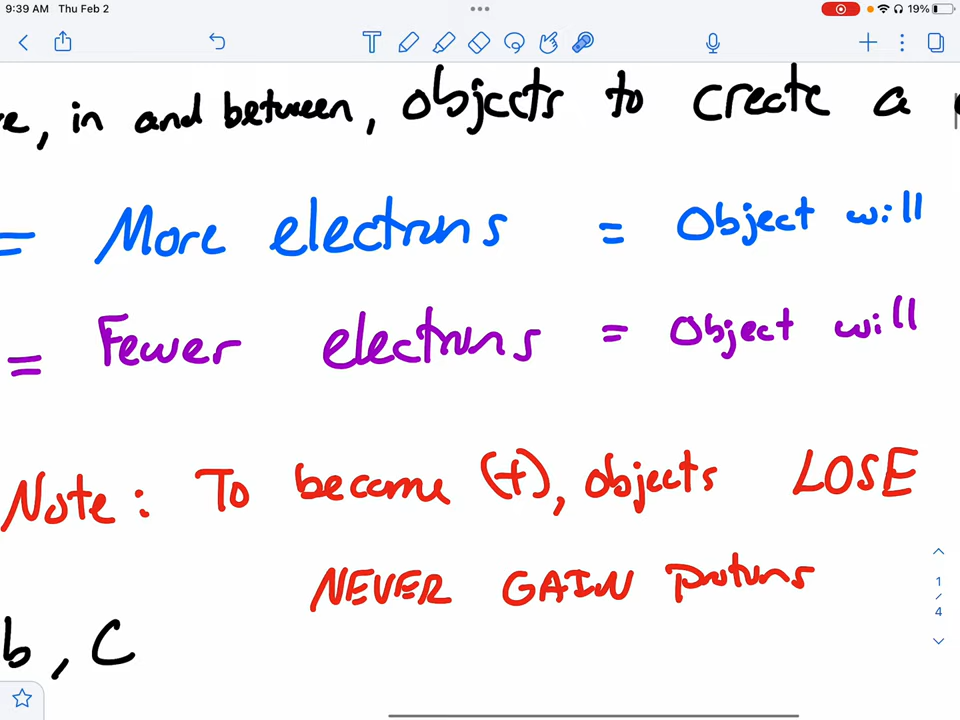 9:39 AM Thu Feb 2 19%
in and between, objects to create a
= More electrons = Object will
= Fewer electrons = Object will
Note: To become (+), objects LOSE
NEVER GAIN protons
1 / 4
b, C